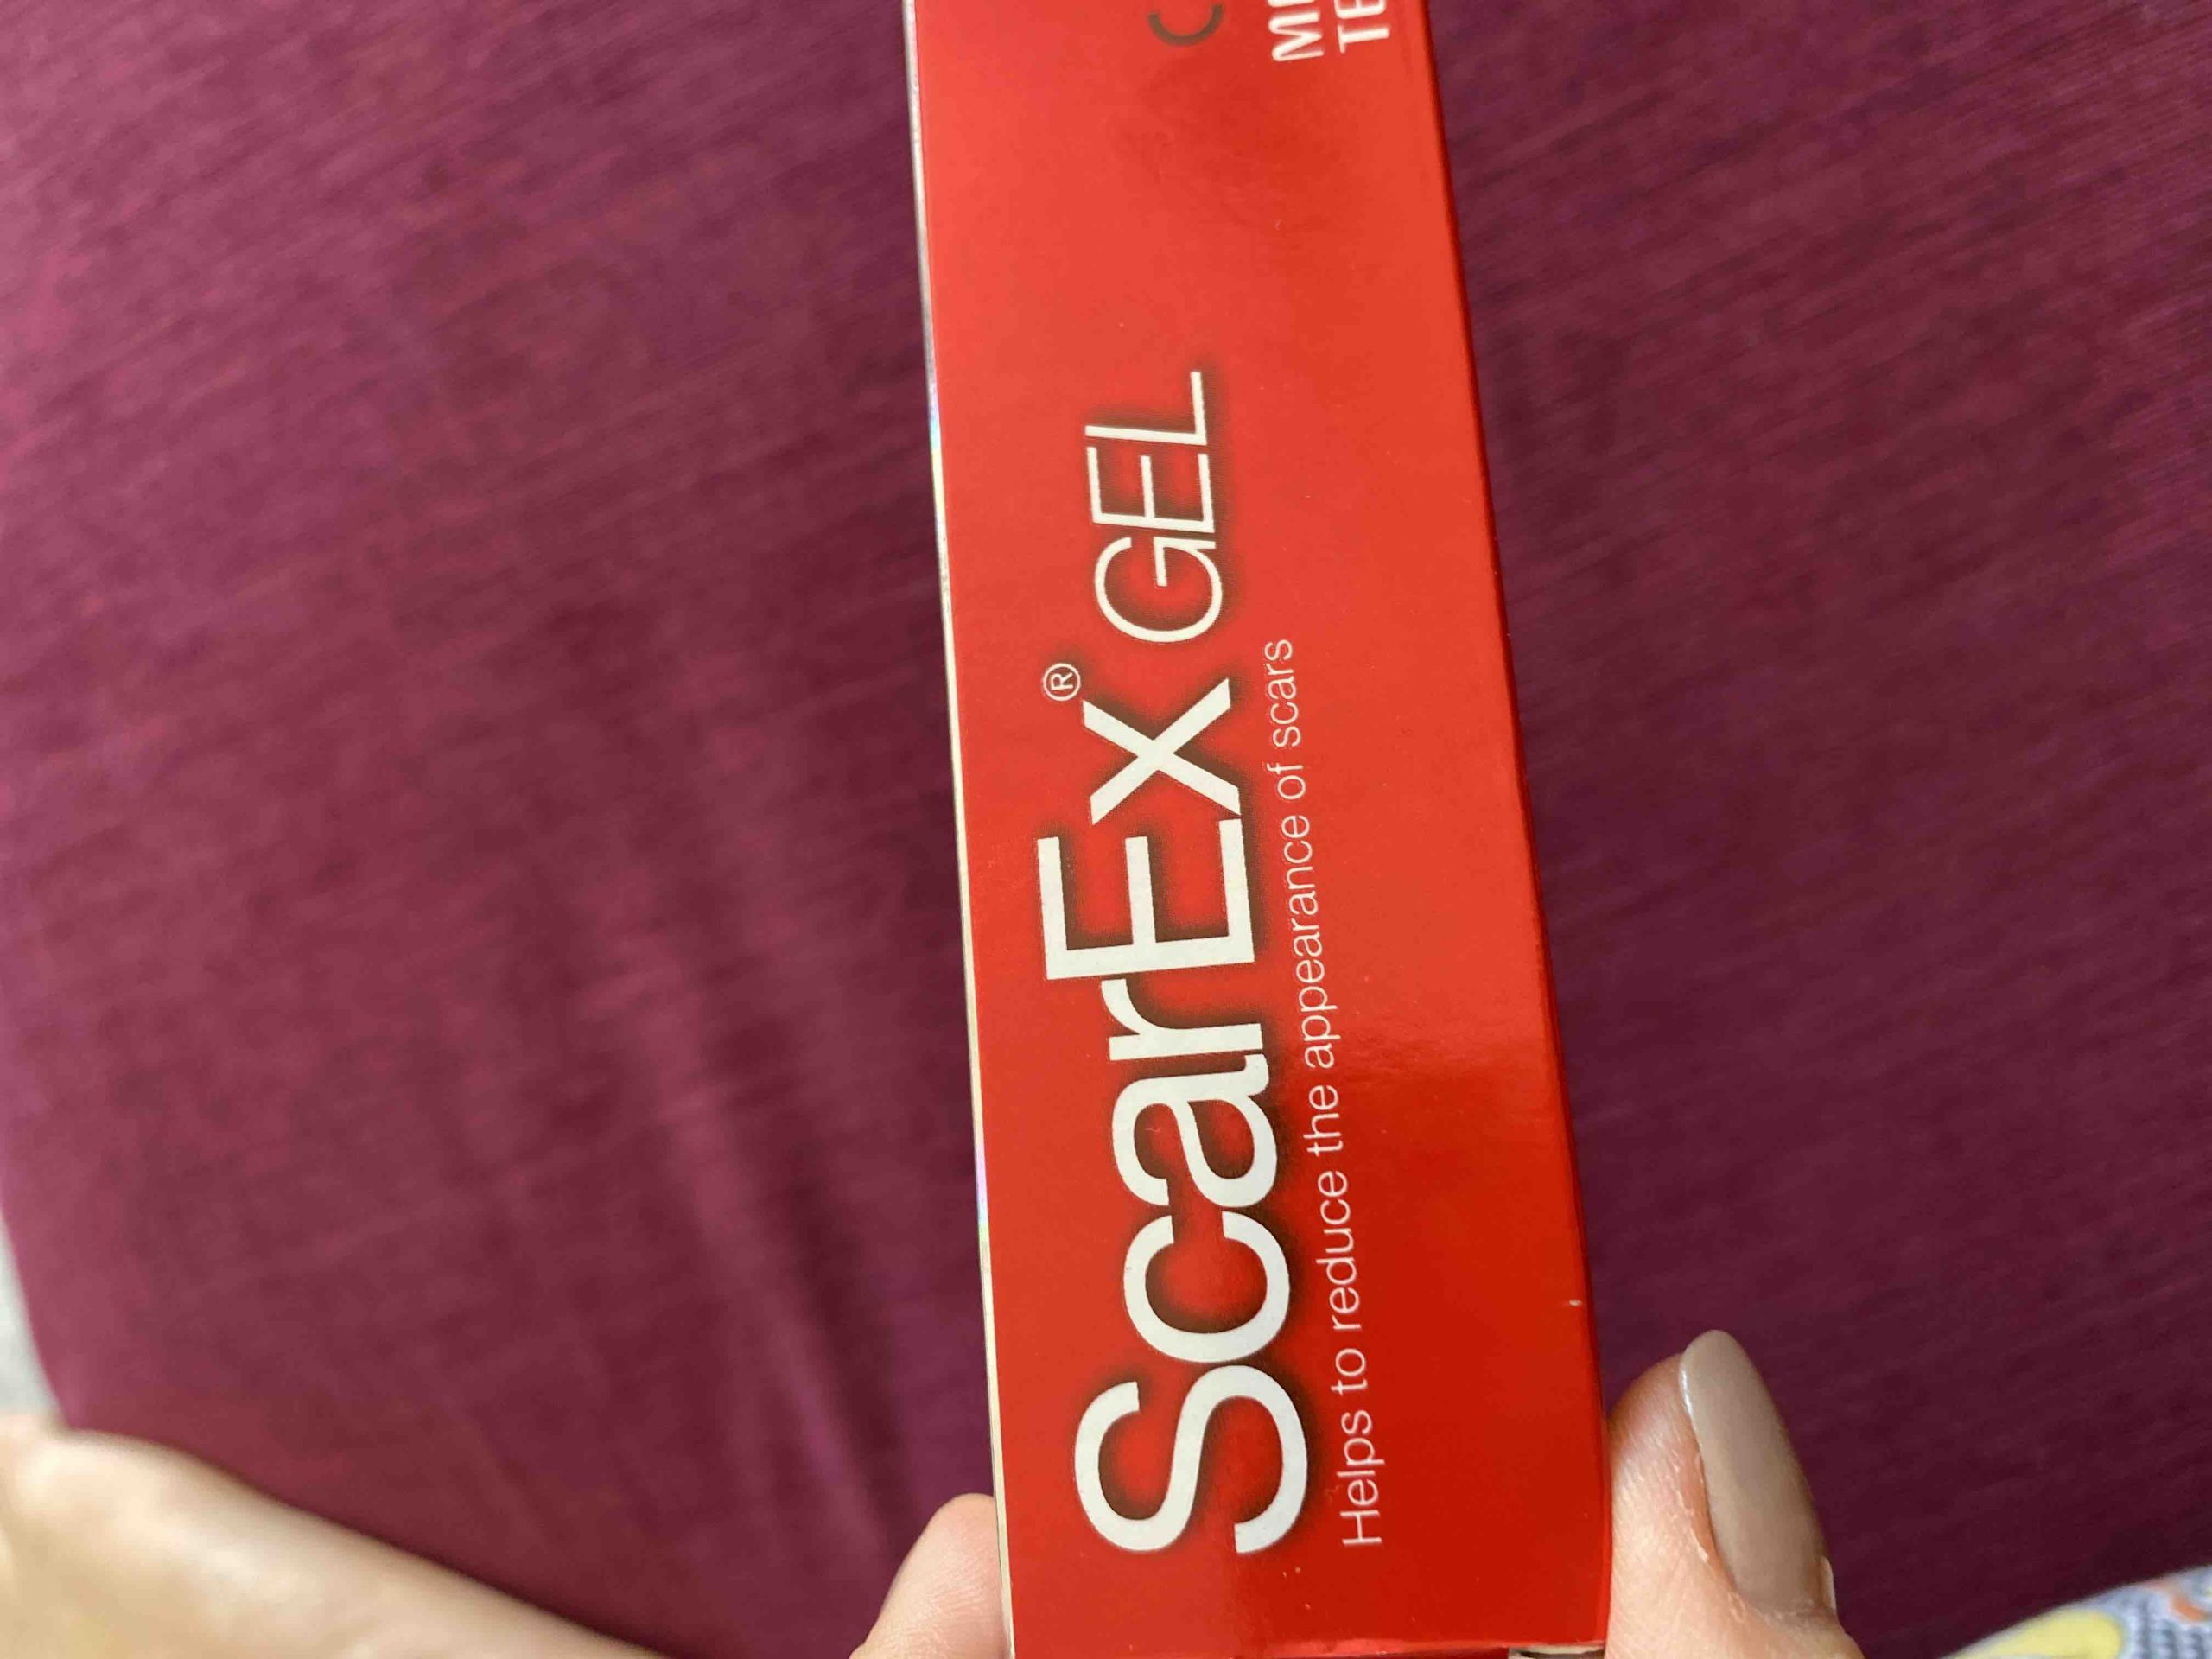 ScarEx® GEL
Helps to reduce the appearance of scars